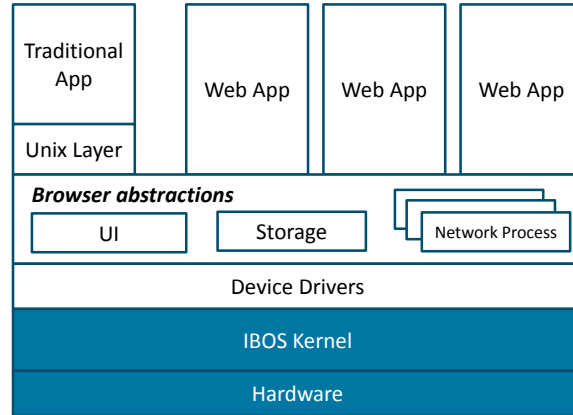 Traditional
App
Unix Layer
Web App
Web App
Web App
Browser abstractions
UI
Storage
Network Process
Device Drivers
IBOS Kernel
Hardware